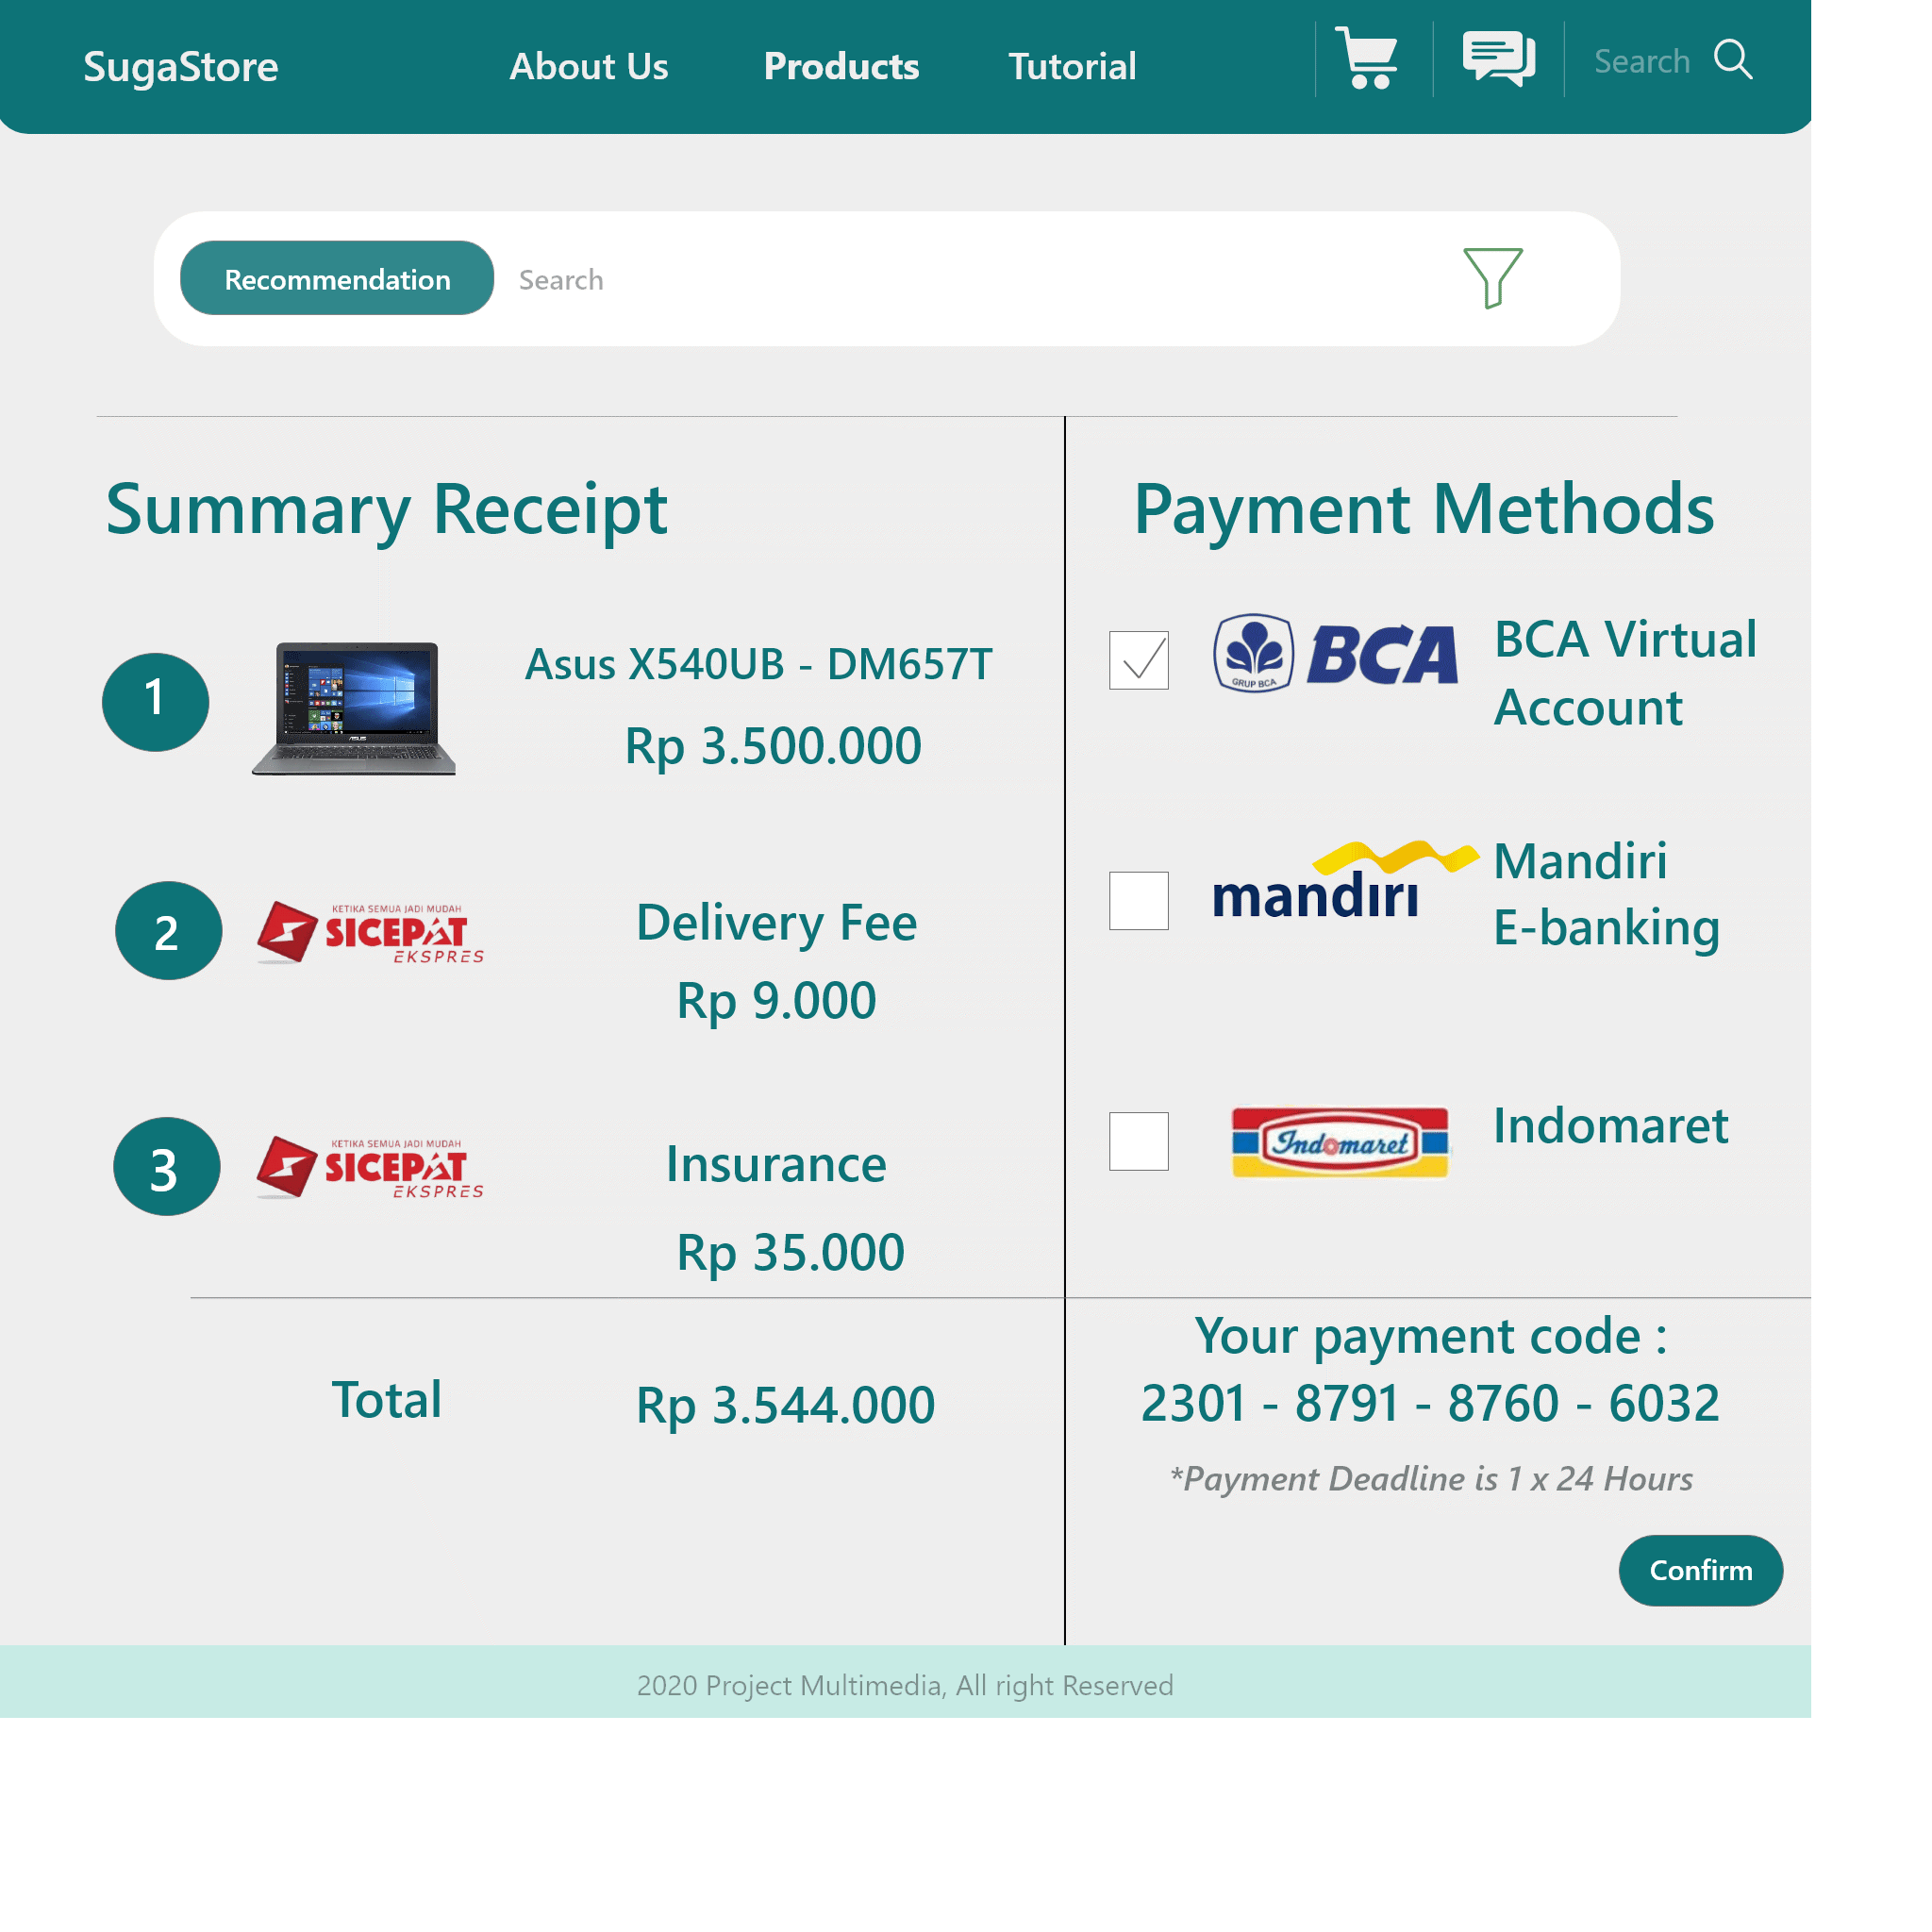 SugaStore
About Us
Products
Tutorial
Search
Recommendation
Search
Summary Receipt
1
ASUS
Asus X540UB - DM657T
Rp 3.500.000
2
KETIKA SEMUA JADI MUDAH
SICEPAT
EKSPRES
Delivery Fee
Rp 9.000
3
KETIKA SEMUA JADI MUDAH
SICEPAT
EKSPRES
Insurance
Rp 35.000
Total
Rp 3.544.000
Payment Methods
GRUP BCA
BCA
BCA Virtual
Account
mandırı
Mandiri
E-banking
Indomaret
Indomaret
Your payment code :
2301 - 8791 - 8760 - 6032
*Payment Deadline is 1 x 24 Hours
Confirm
2020 Project Multimedia, All right Reserved